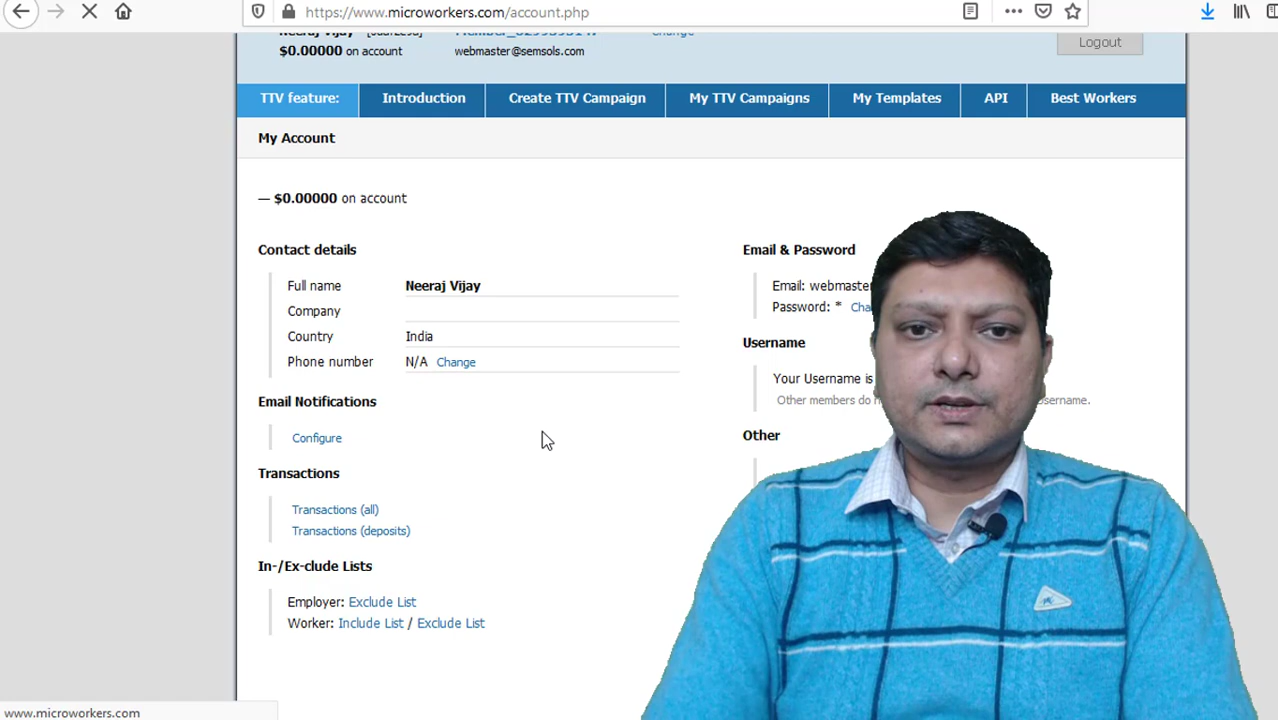 https://www.microworkers.com/account.php
Neeraj Vijay
Change
$0.00000 on account
webmaster@semsols.com
Logout
TTV feature:
Introduction
Create TTV Campaign
My TTV Campaigns
My Templates
API
Best Workers
My Account
— $0.00000 on account
Contact details
Full name
Neeraj Vijay
Company
Country
India
Phone number
N/A Change
Email Notifications
Configure
Transactions
Transactions (all)
Transactions (deposits)
In-/Ex-clude Lists
Employer: Exclude List
Worker: Include List / Exclude List
Email & Password
Email: webmaster
Password: *
Username
Your Username is
Other members do
Username.
Other
www.microworkers.com